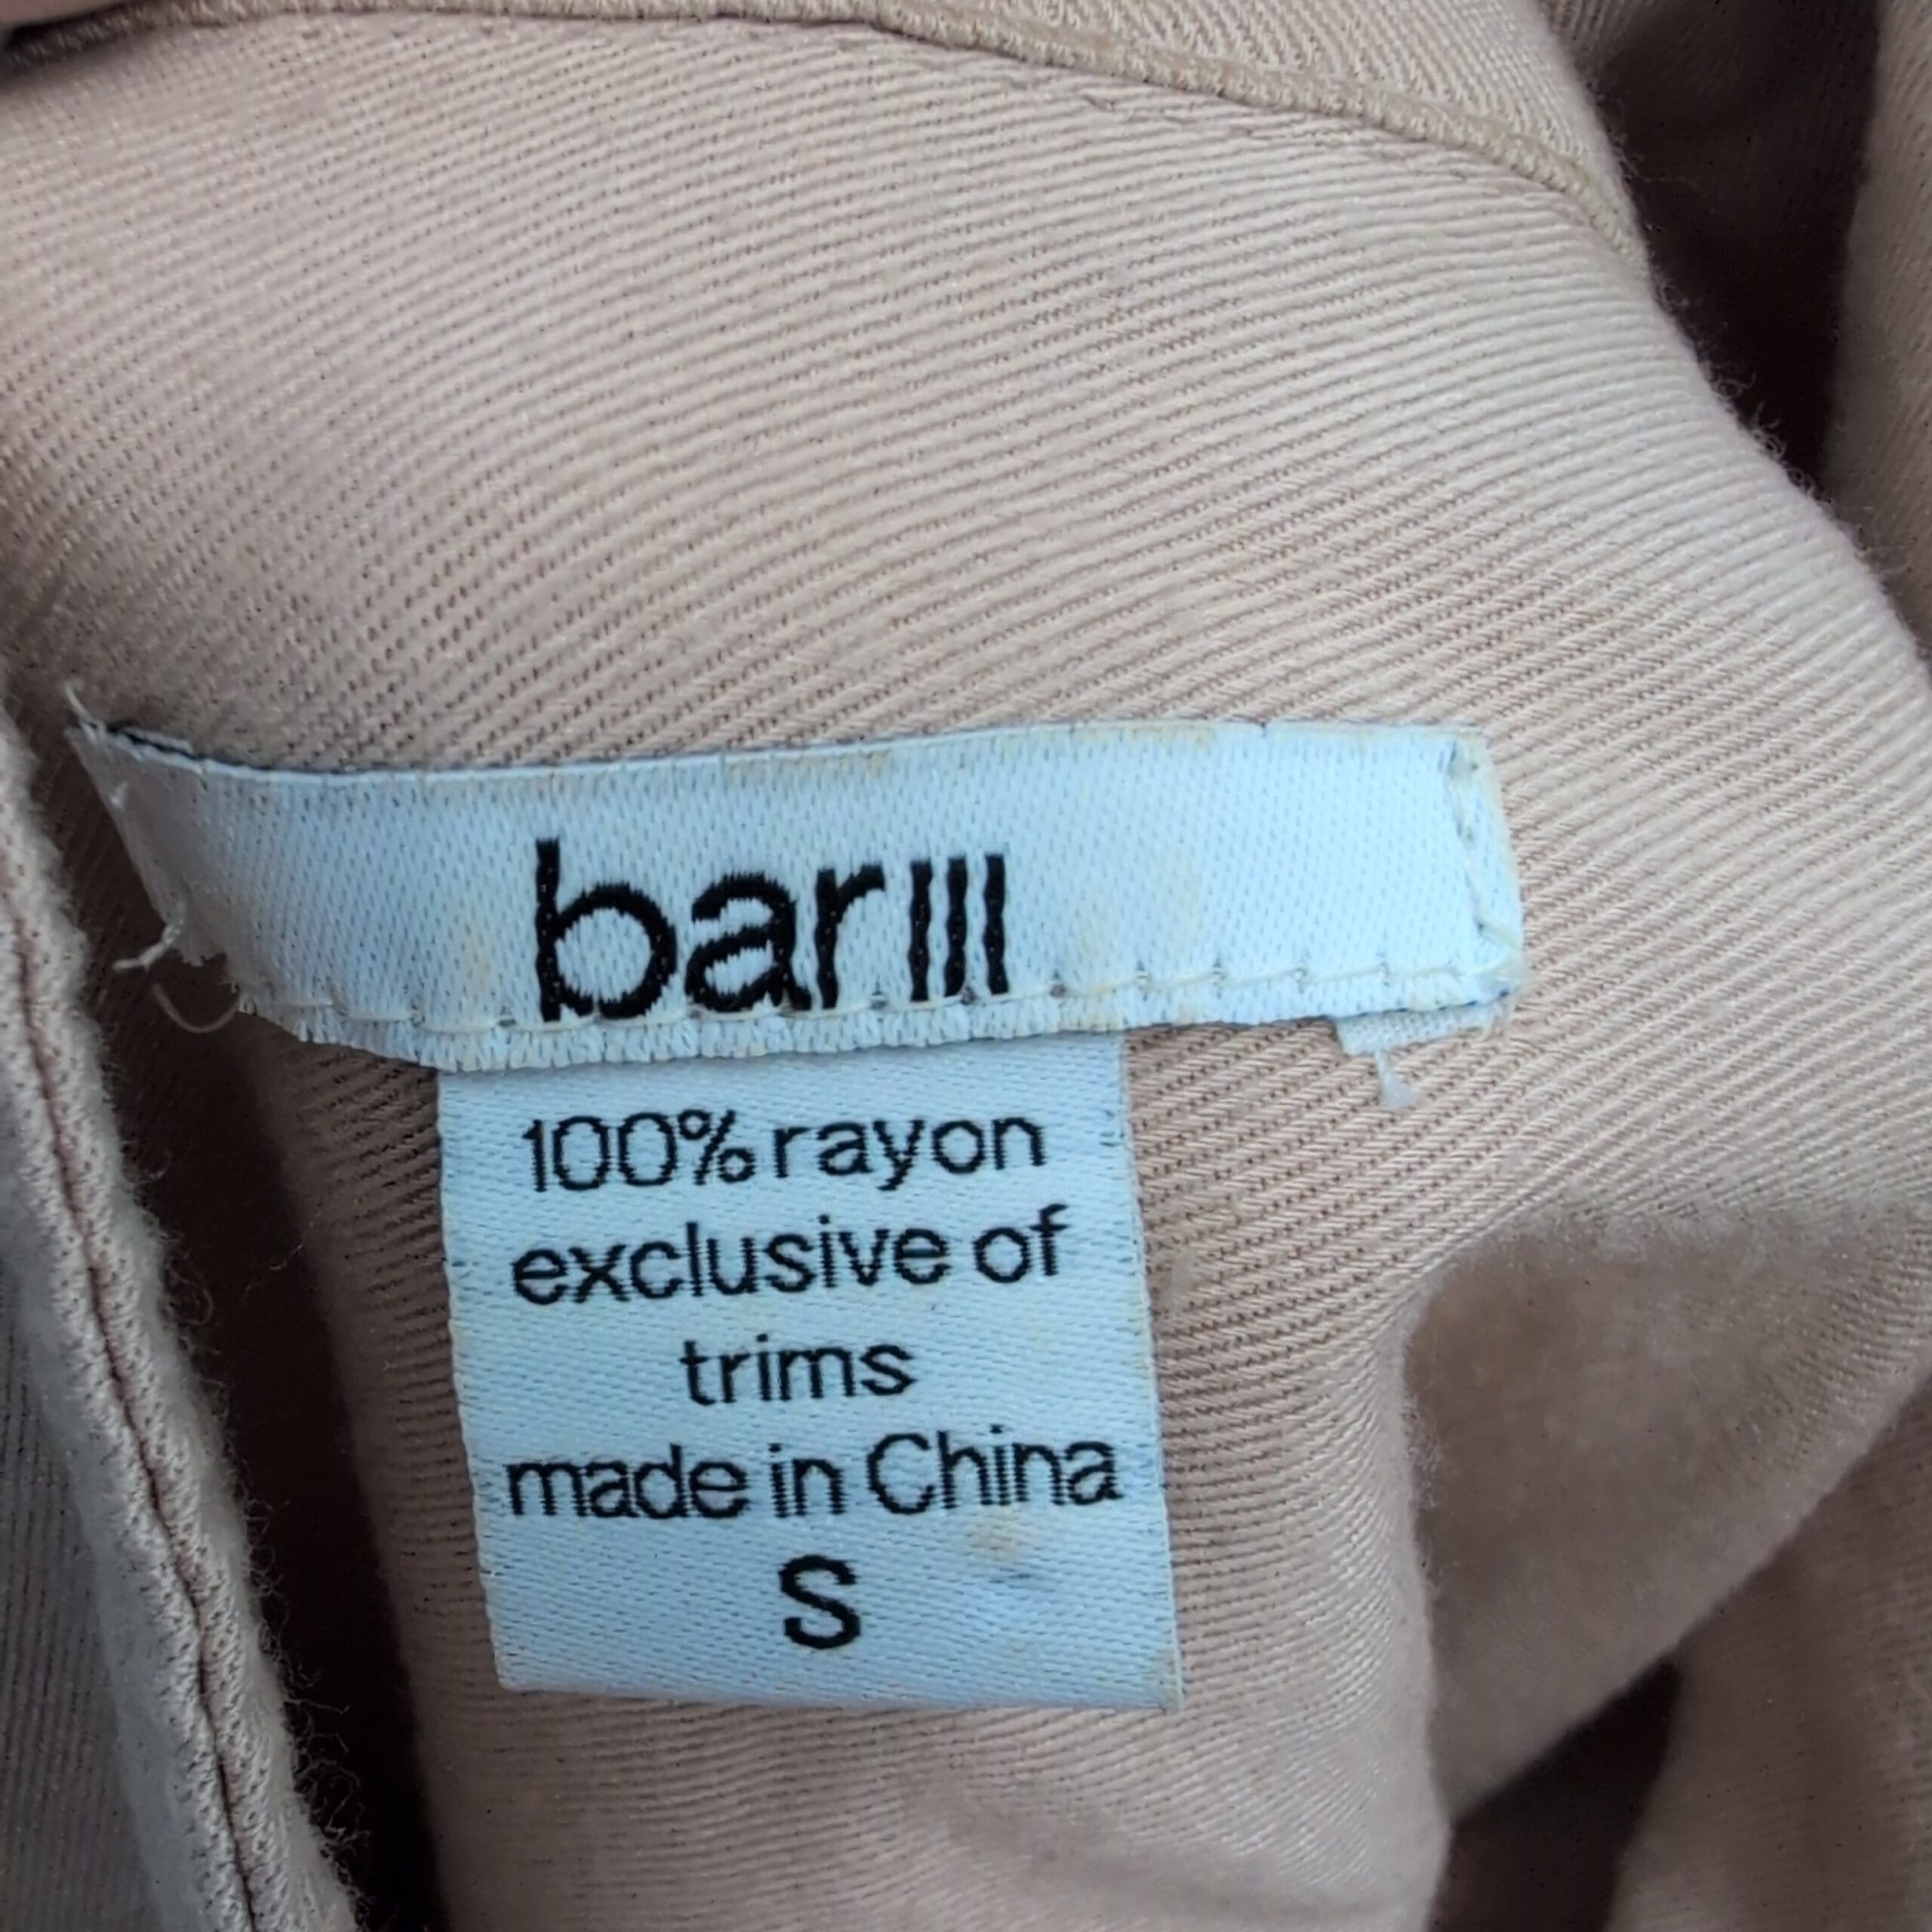 bar III
100% rayon
exclusive of
trims
made in China
S